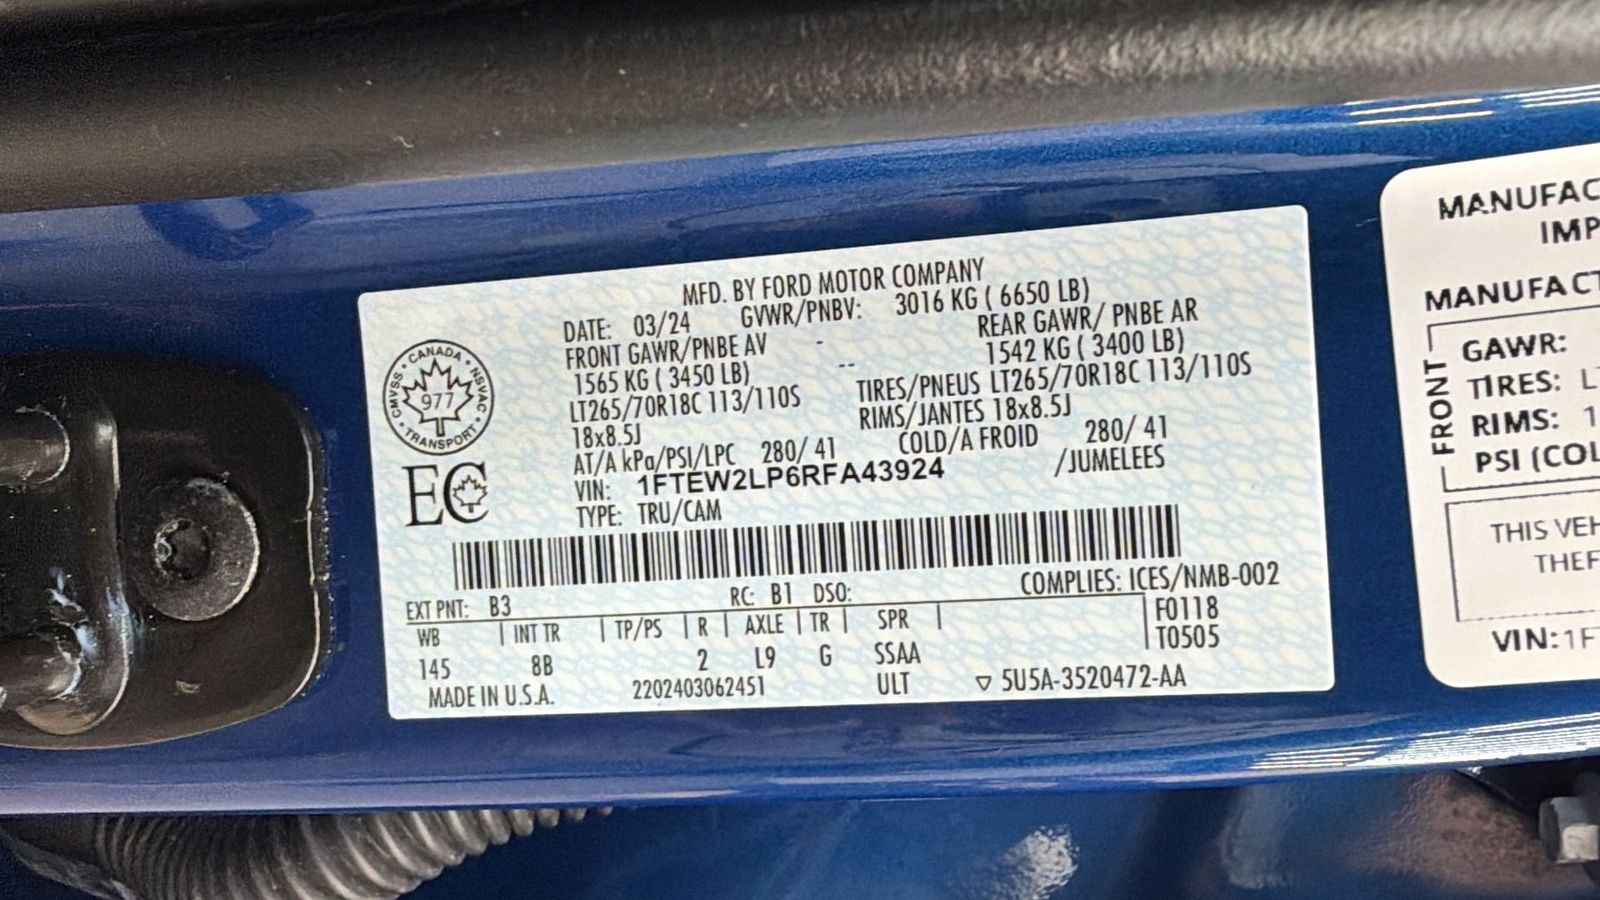 MFD. BY FORD MOTOR COMPANY
DATE: 03/24 GVWR/PNBV: 3016 KG ( 6650 LB)
FRONT GAWR/PNBE AV REAR GAWR/ PNBE AR
1565 KG ( 3450 LB) 1542 KG ( 3400 LB)
LT265/70R18C 113/110S TIRES/PNEUS LT265/70R18C 113/110S
18x8.5J RIMS/JANTES 18x8.5J
AT/A kPa/PSI/LPC 280/ 41 COLD/A FROID 280/ 41
VIN: 1FTEW2LP6RFA43924 /JUMELEES
TYPE: TRU/CAM
CANADA • NSVAC • TRANSPORT • CMVSS •
977
EC
EXT PNT: B3 RC: B1 DSO: COMPLIES: ICES/NMB-002
WB | INT TR | TP/PS | R | AXLE | TR | SPR | F0118
145 8B 2 L9 G SSAA T0505
MADE IN U.S.A. 2202403062451 ULT ▽ 5U5A-3520472-AA
MANUFAC
IMP
MANUFACT
FRONT
GAWR:
TIRES: L
RIMS: 1
PSI (COL
THIS VEH
THEF
VIN: 1F